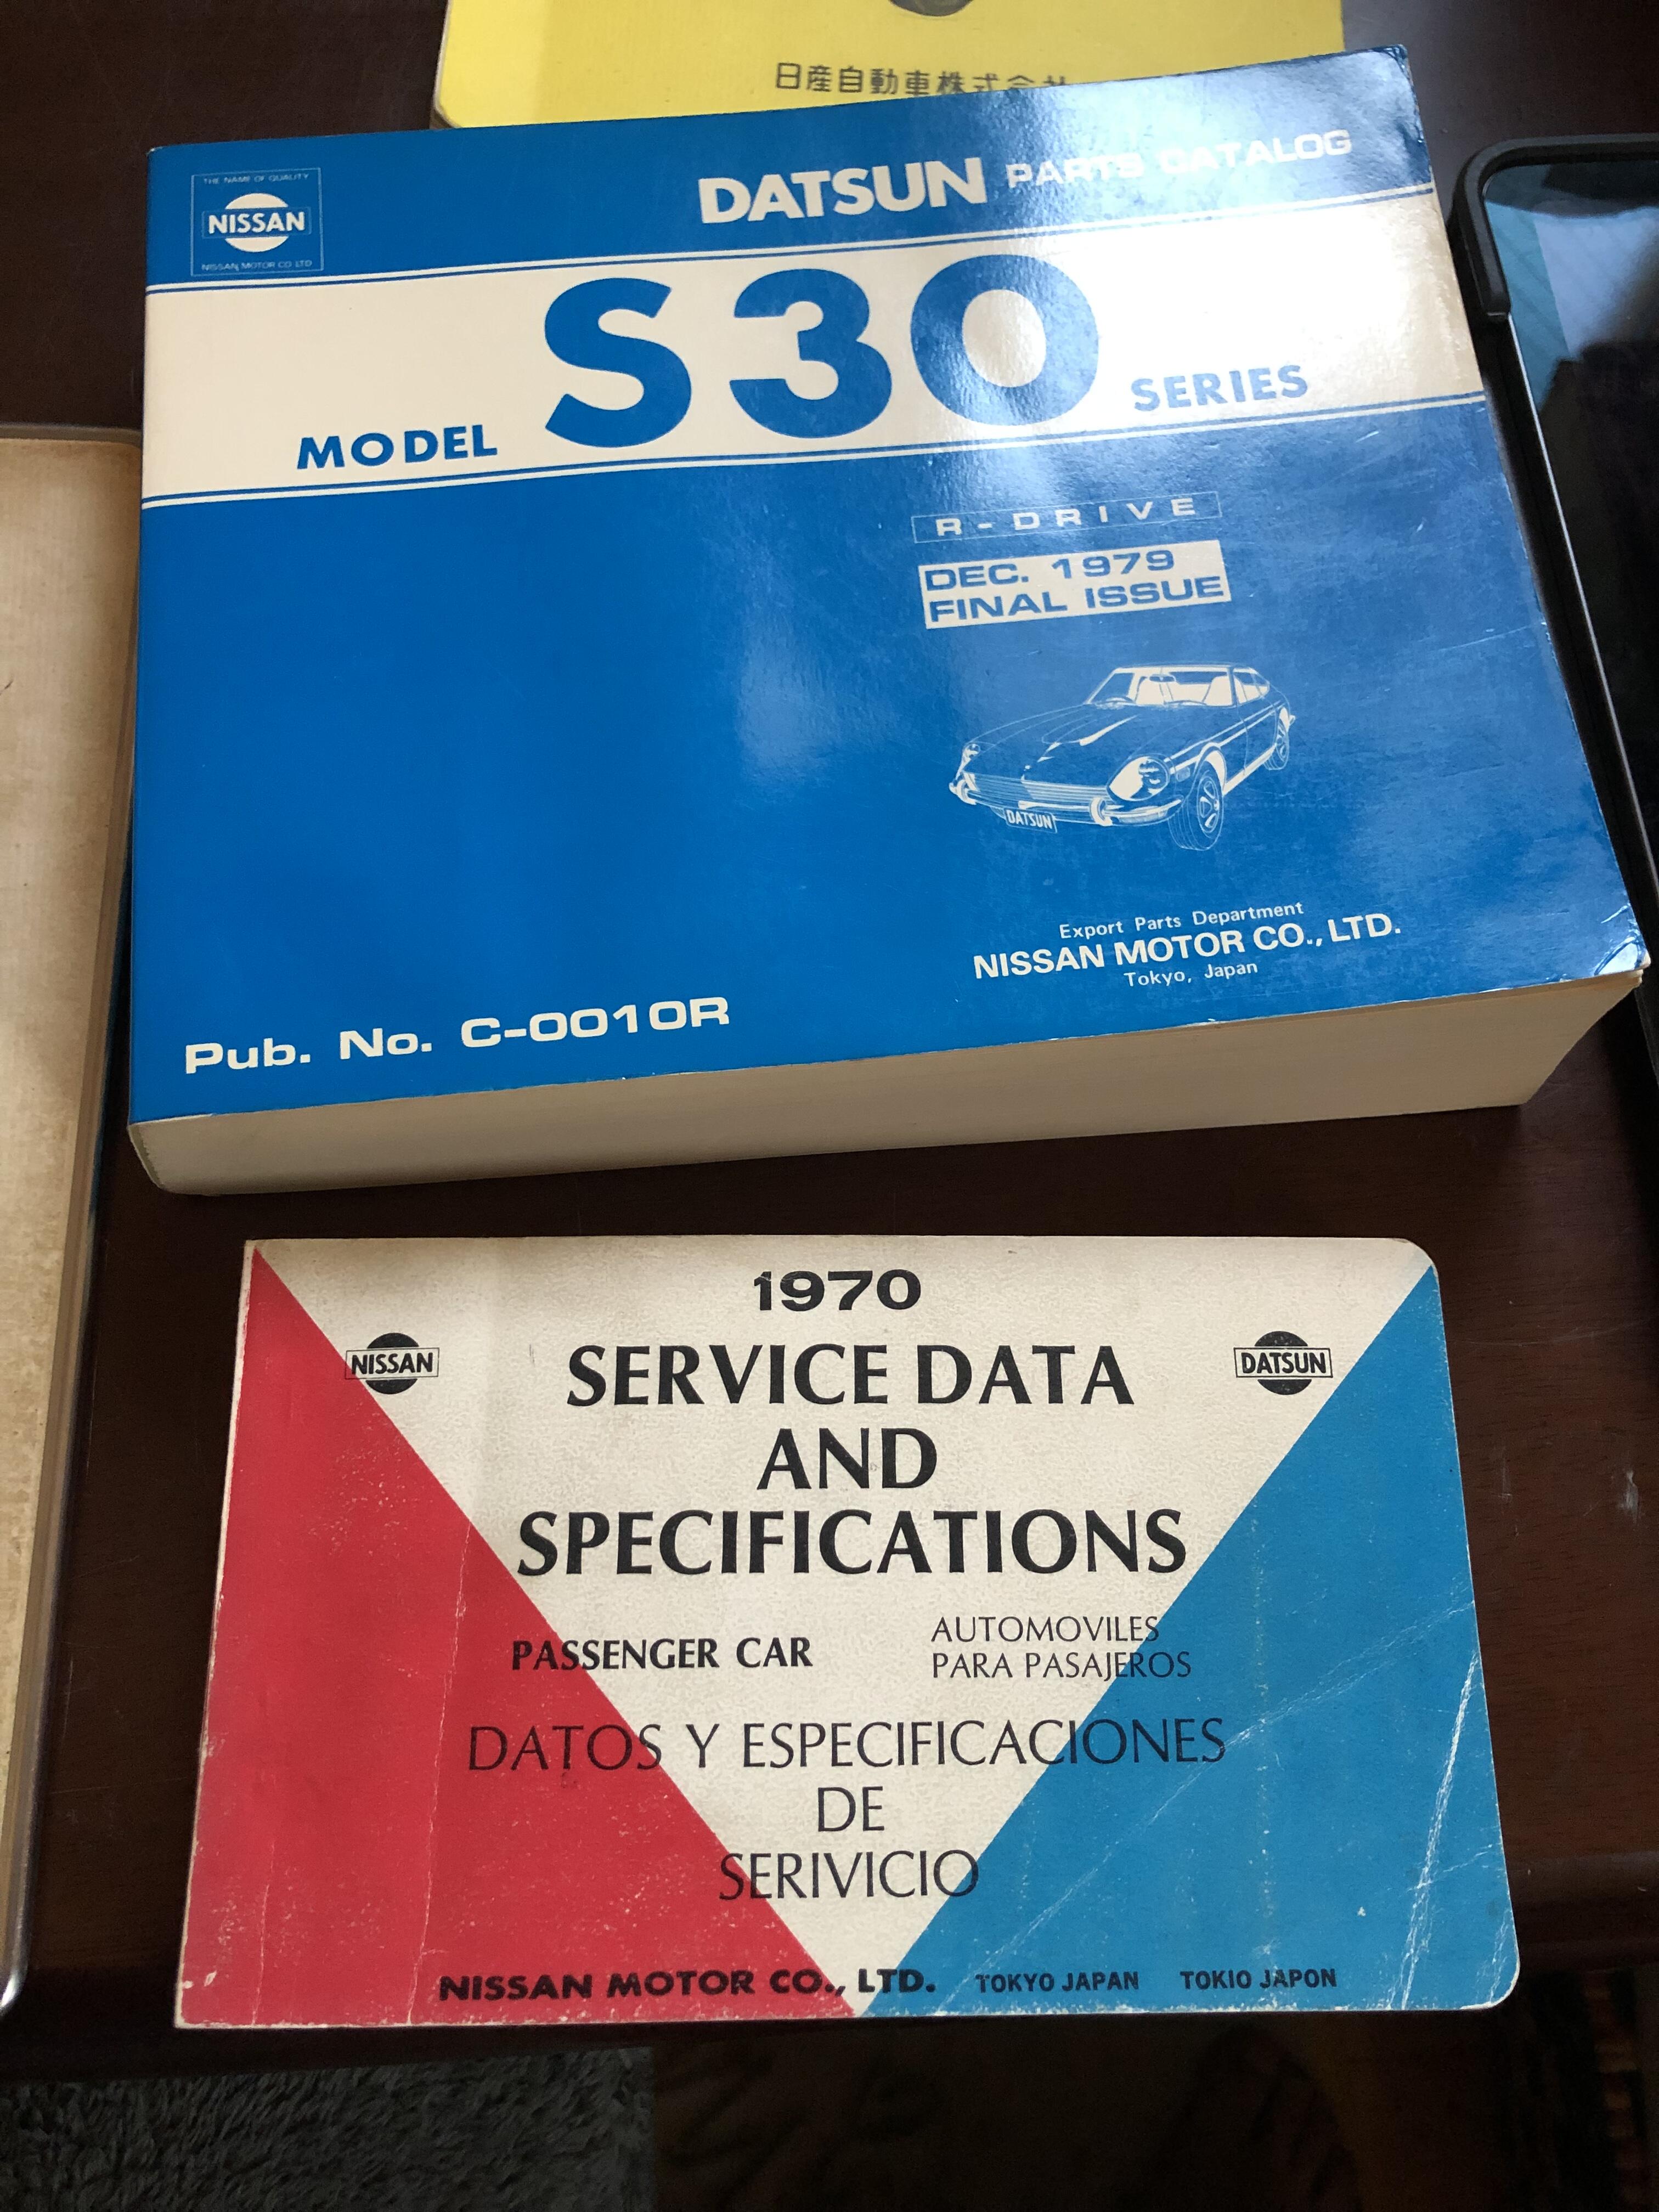 日産自動車株式会社
THE NAME OF QUALITY
NISSAN
NISSAN MOTOR CO LTD
DATSUN PARTS CATALOG
MODEL S30 SERIES
R-DRIVE
DEC. 1979
FINAL ISSUE
DATSUN
Export Parts Department
NISSAN MOTOR CO., LTD.
Tokyo, Japan
Pub. No. C-0010R
1970
NISSAN
DATSUN
SERVICE DATA
AND
SPECIFICATIONS
PASSENGER CAR
AUTOMOVILES
PARA PASAJEROS
DATOS Y ESPECIFICACIONES
DE
SERIVICIO
NISSAN MOTOR CO., LTD. TOKYO JAPAN TOKIO JAPON